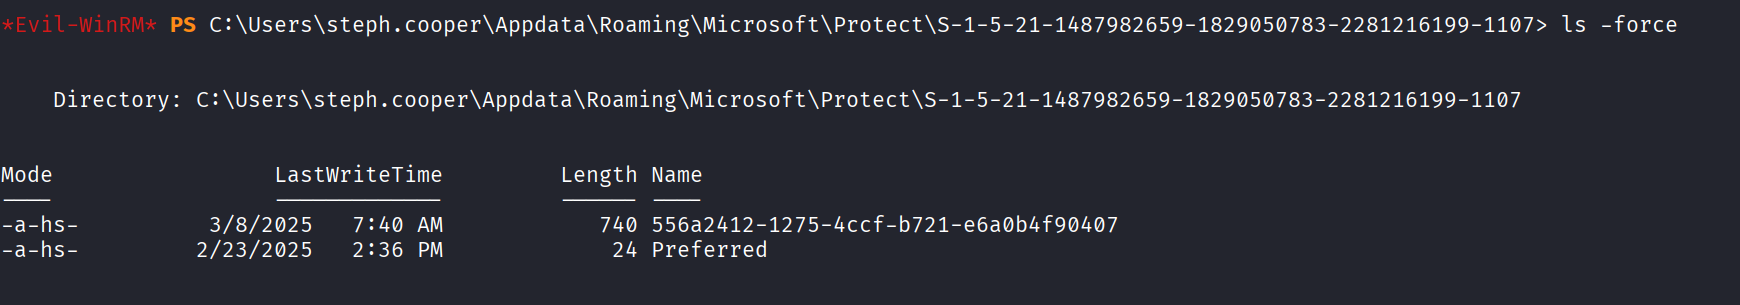 *Evil-WinRM* PS C:\Users\steph.cooper\Appdata\Roaming\Microsoft\Protect\S-1-5-21-1487982659-1829050783-2281216199-1107> ls -force
Directory: C:\Users\steph.cooper\Appdata\Roaming\Microsoft\Protect\S-1-5-21-1487982659-1829050783-2281216199-1107
Mode LastWriteTime Length Name
---- ------------- ------ ----
-a-hs- 3/8/2025 7:40 AM 740 556a2412-1275-4ccf-b721-e6a0b4f90407
-a-hs- 2/23/2025 2:36 PM 24 Preferred